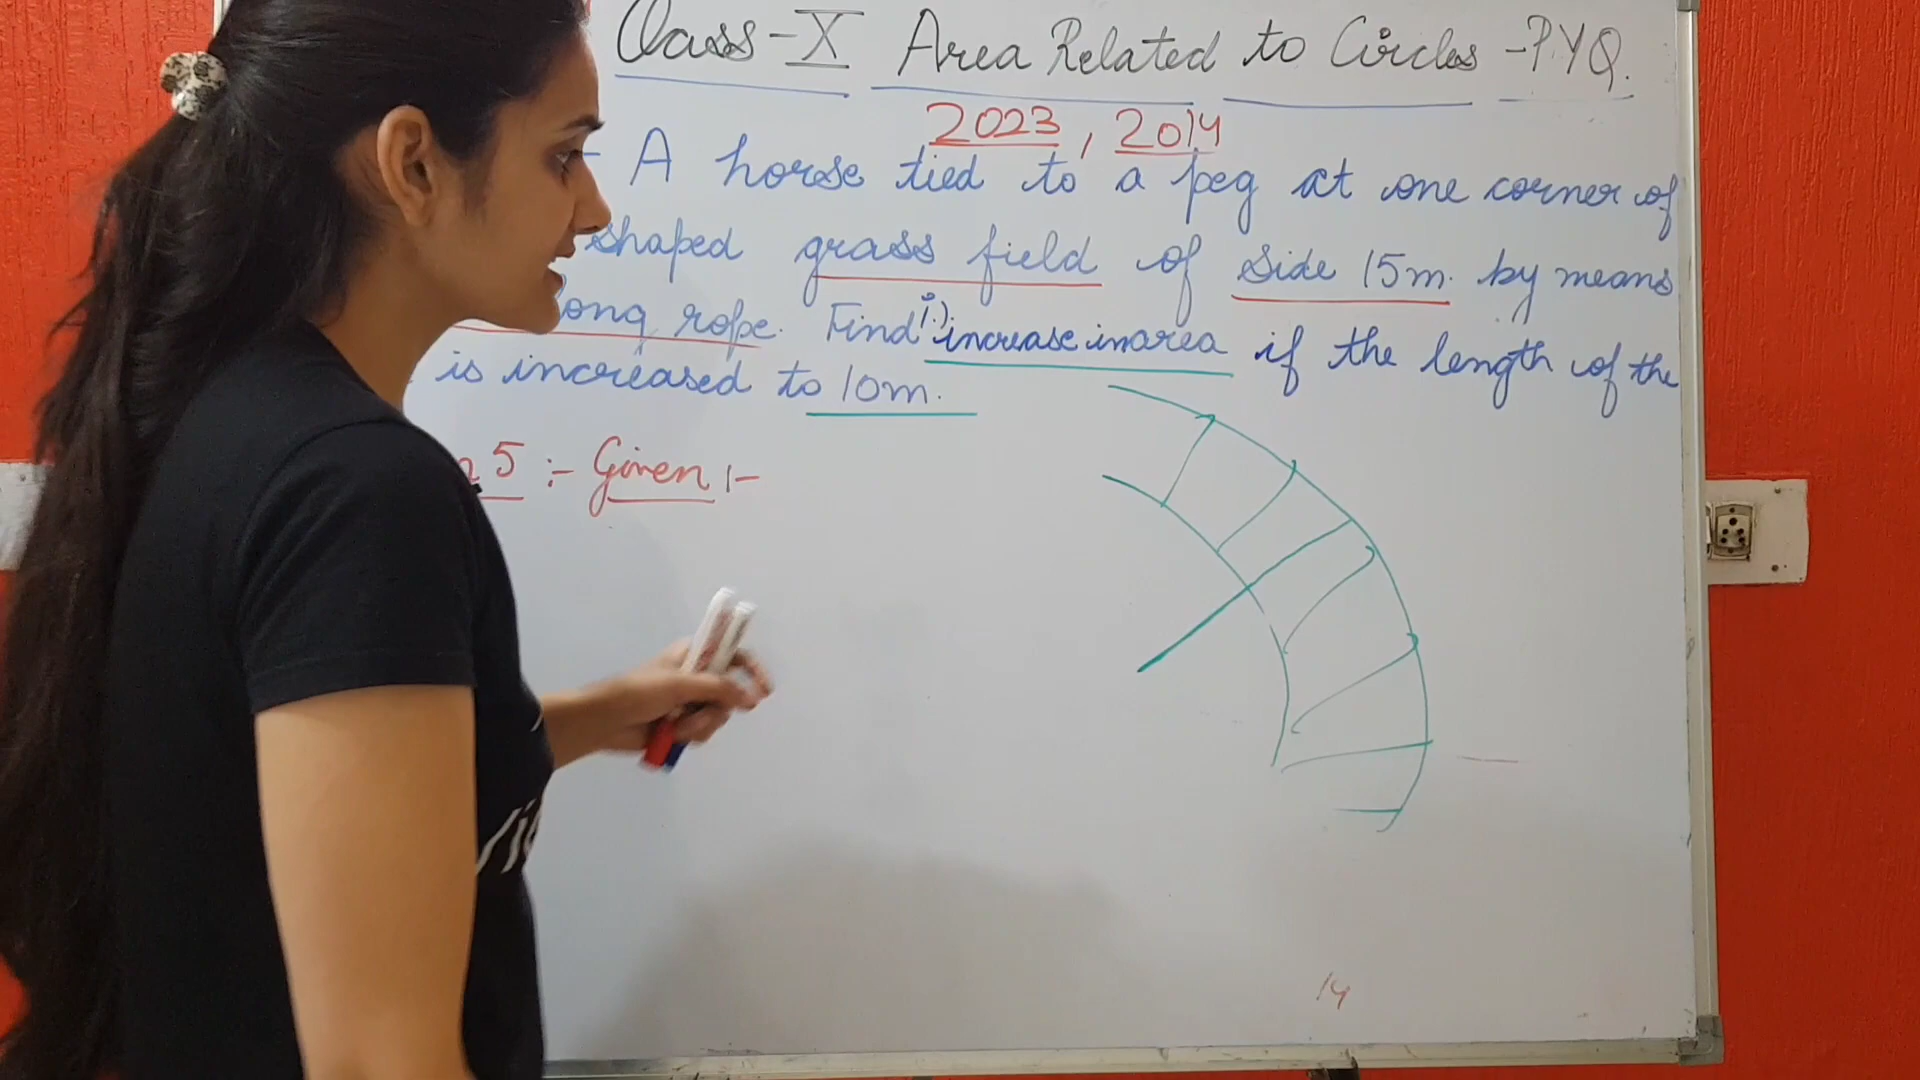 Class-X Area Related to Circles -PYQ.
2023, 2014
- A horse tied to a peg at one corner of
shaped grass field of side 15m. by means
long rope. Find i.) increase in area if the length of the
is increased to 10m.
5 :- Given :-
14